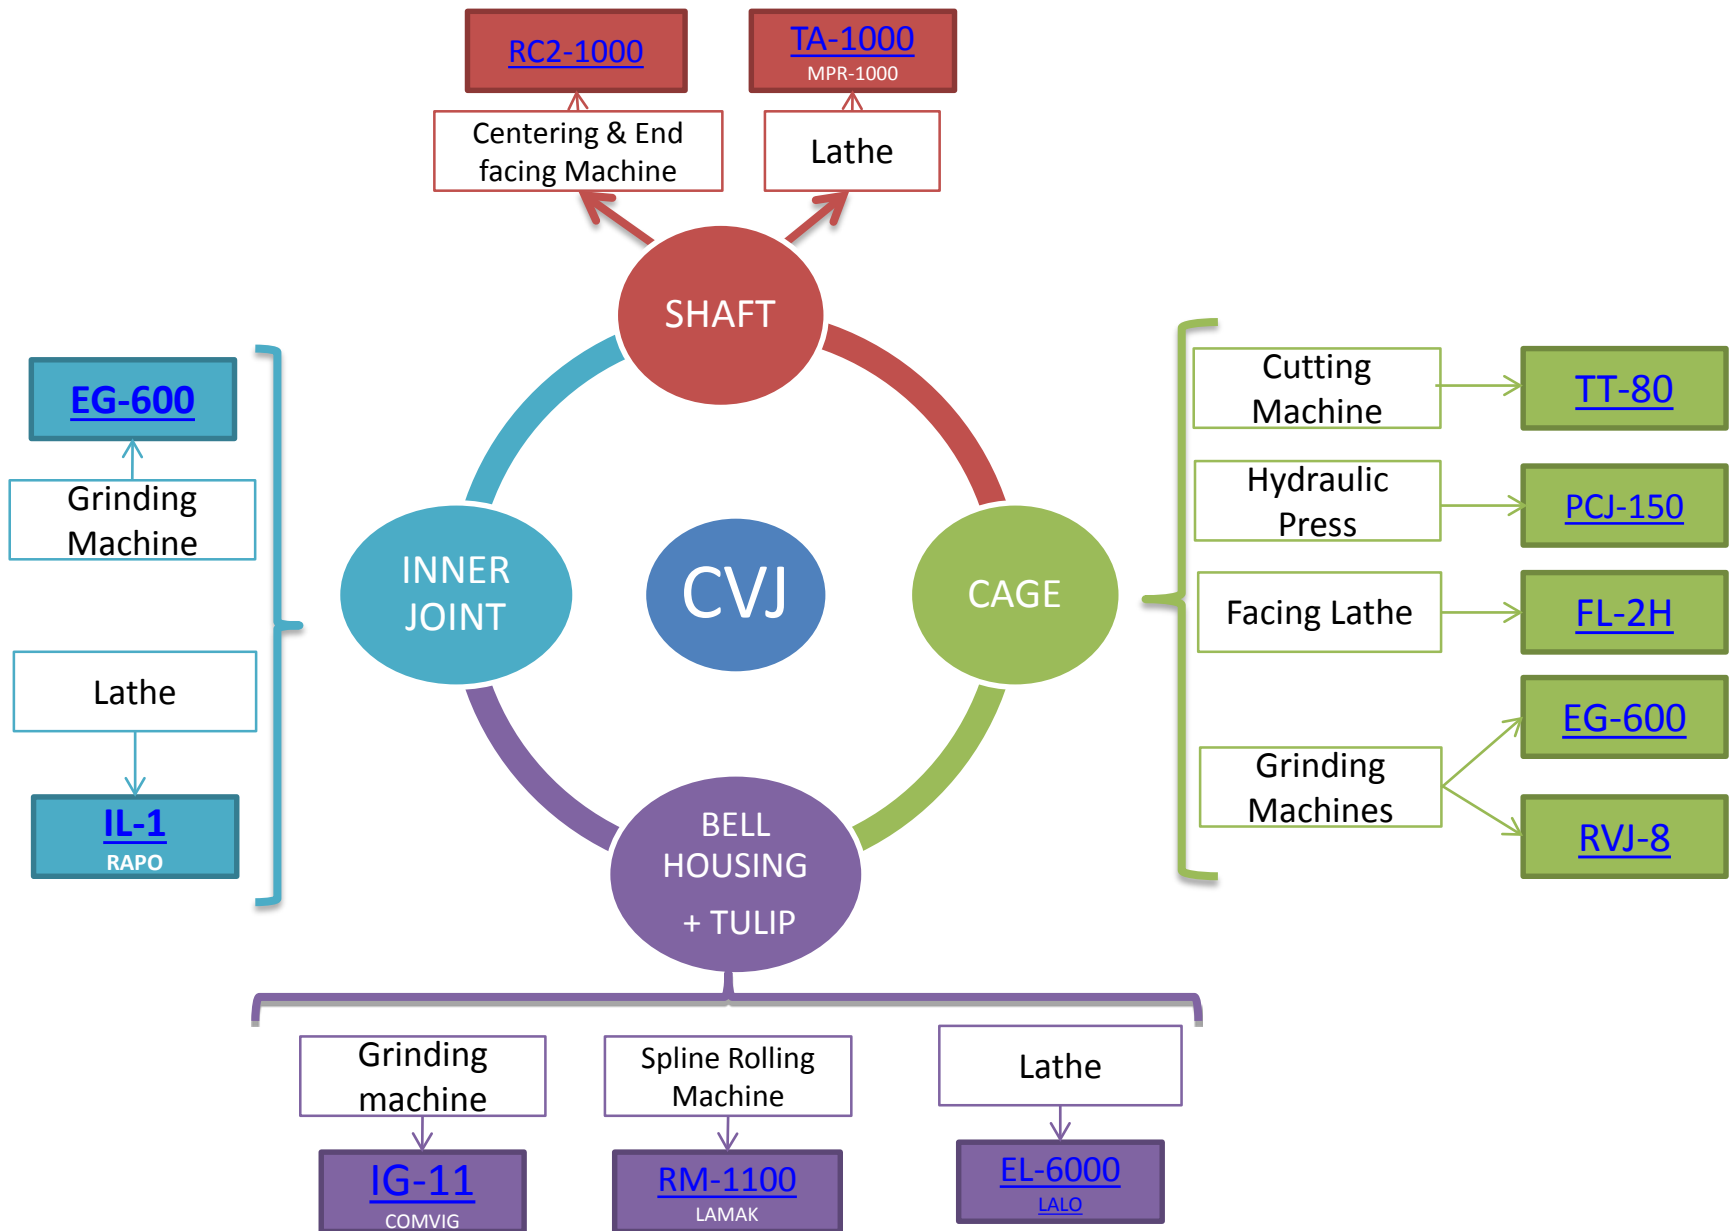 RC2-1000
TA-1000
MPR-1000
Centering & End
facing Machine
Lathe
SHAFT
EG-600
Grinding
Machine
Lathe
IL-1
RAPO
INNER
JOINT
CVJ
CAGE
Cutting
Machine
TT-80
Hydraulic
Press
PCJ-150
Facing Lathe
FL-2H
Grinding
Machines
EG-600
RVJ-8
BELL
HOUSING
+ TULIP
Grinding
machine
IG-11
COMVIG
Spline Rolling
Machine
RM-1100
LAMAK
Lathe
EL-6000
LALO